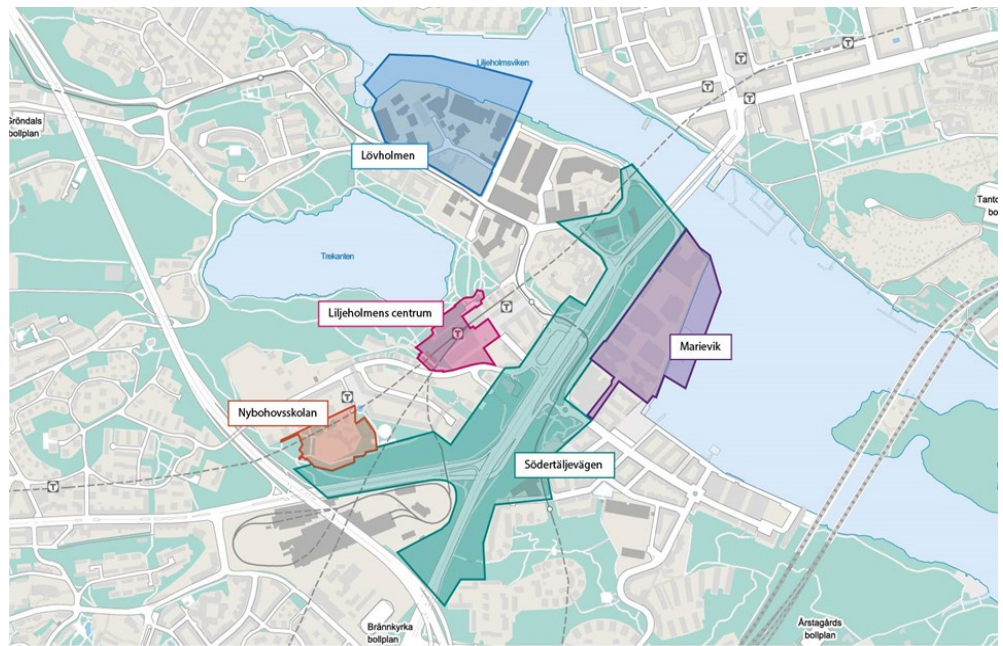 Liljeholmsviken
Gröndals
bollplan
Lövholmen
Tanto
bo
Trekanten
Liljeholmens centrum
Marievik
Nybohovsskolan
Södertäljevägen
Brännkyrka
bollplan
Årstagårds
bollplan
T
T
T
T
T
T
T
T